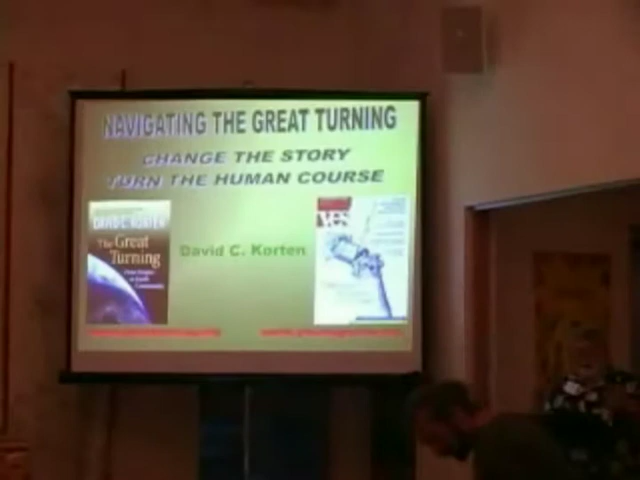 NAVIGATING THE GREAT TURNING
CHANGE THE STORY
TURN THE HUMAN COURSE
DAVID C. KORTEN
The Great
Turning
David C. Korten
YES